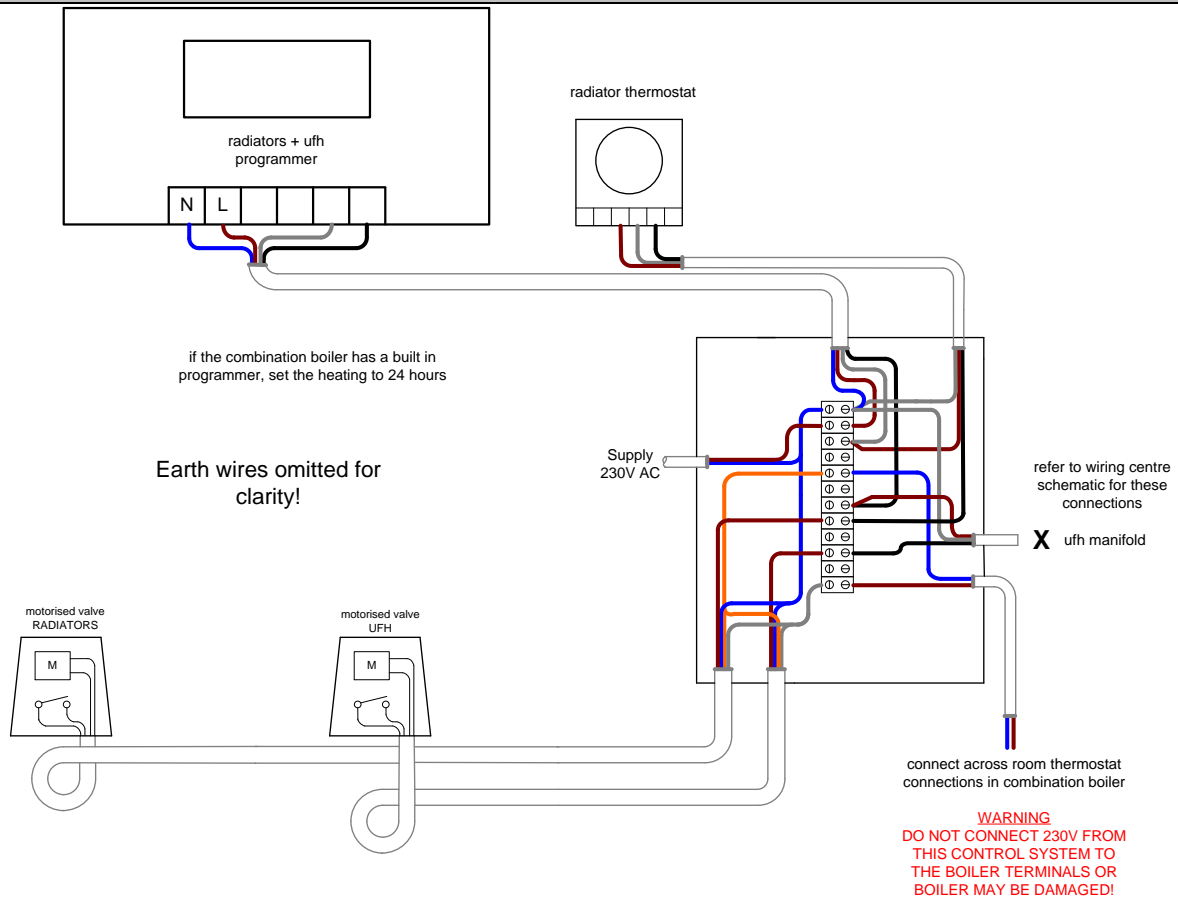 radiators + ufh
programmer
N L
radiator thermostat
if the combination boiler has a built in
programmer, set the heating to 24 hours
Earth wires omitted for
clarity!
Supply
230V AC
refer to wiring centre
schematic for these
connections
X ufh manifold
motorised valve
RADIATORS
M
motorised valve
UFH
M
connect across room thermostat
connections in combination boiler
WARNING
DO NOT CONNECT 230V FROM
THIS CONTROL SYSTEM TO
THE BOILER TERMINALS OR
BOILER MAY BE DAMAGED!